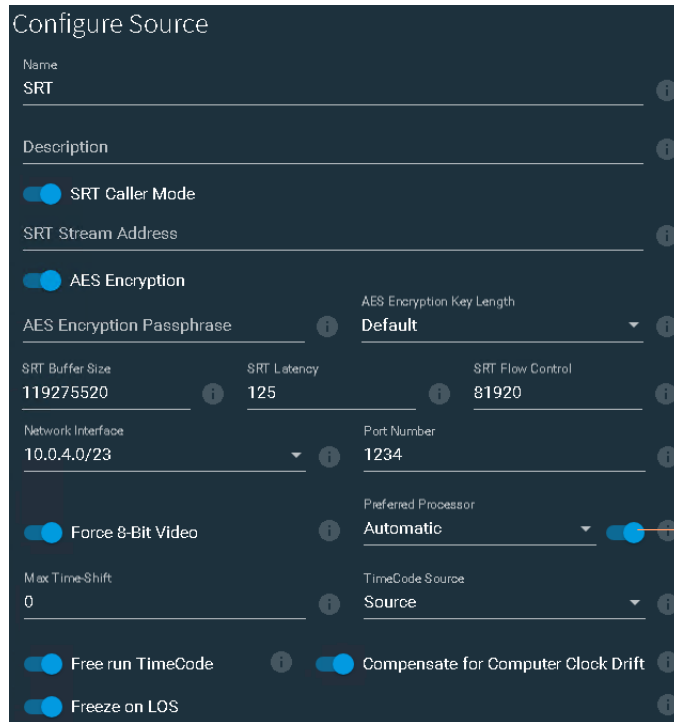 Configure Source
Name
SRT
Description
SRT Caller Mode
SRT Stream Address
AES Encryption
AES Encryption Passphrase
AES Encryption Key Length
Default
SRT Buffer Size
119275520
SRT Latency
125
SRT Flow Control
81920
Network Interface
10.0.4.0/23
Port Number
1234
Force 8-Bit Video
Preferred Processor
Automatic
Max Time-Shift
0
TimeCode Source
Source
Free run TimeCode
Compensate for Computer Clock Drift
Freeze on LOS